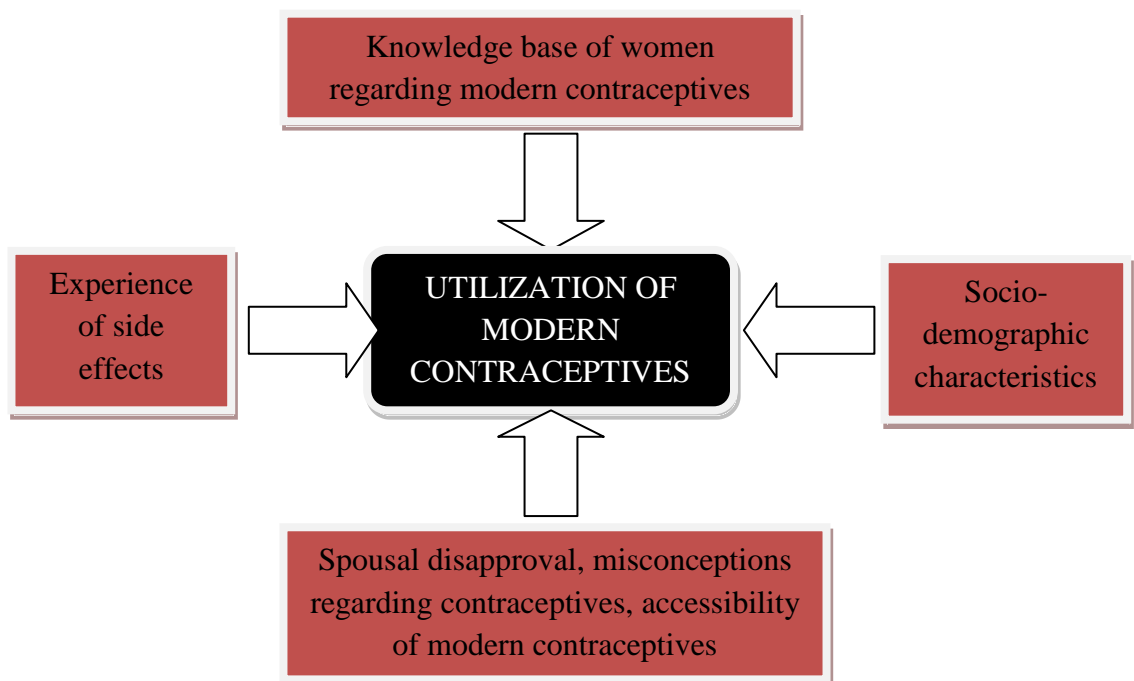 Knowledge base of women
regarding modern contraceptives
Experience
of side
effects
UTILIZATION OF
MODERN
CONTRACEPTIVES
Socio-
demographic
characteristics
Spousal disapproval, misconceptions
regarding contraceptives, accessibility
of modern contraceptives